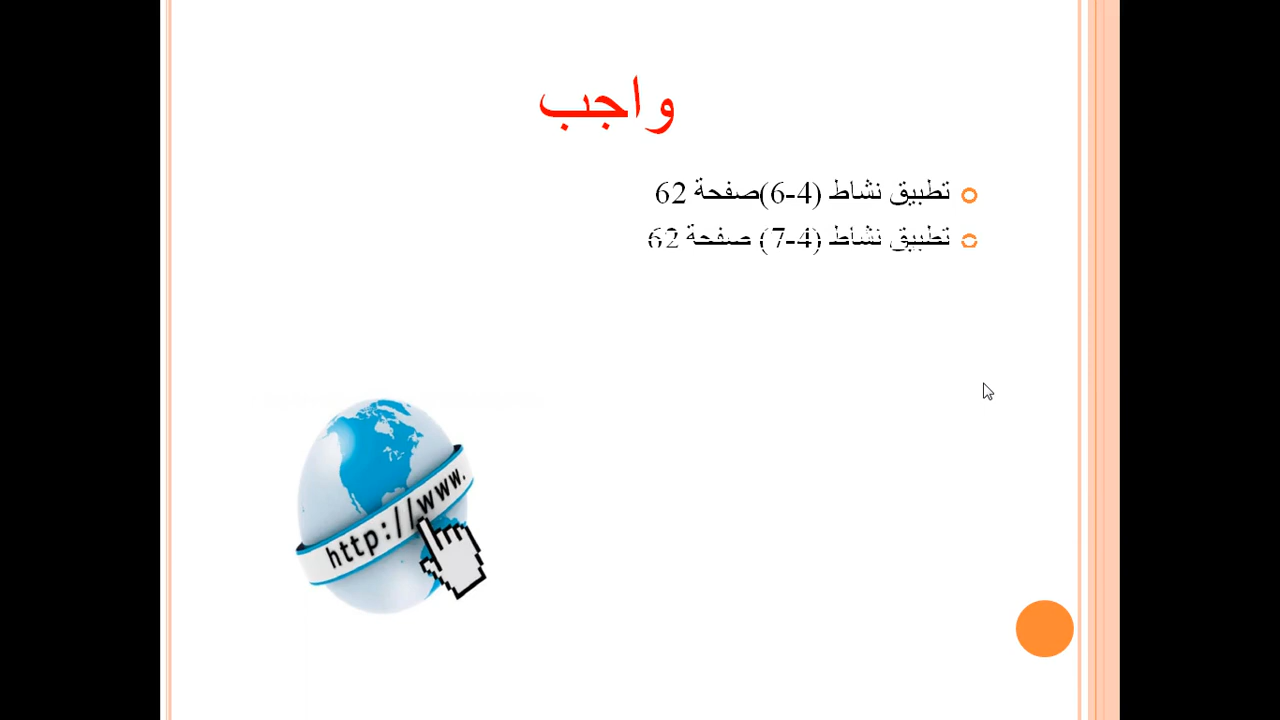 واجب
تطبيق نشاط (4-6)صفحة 62
تطبيق نشاط (4-7) صفحة 62
http://www.